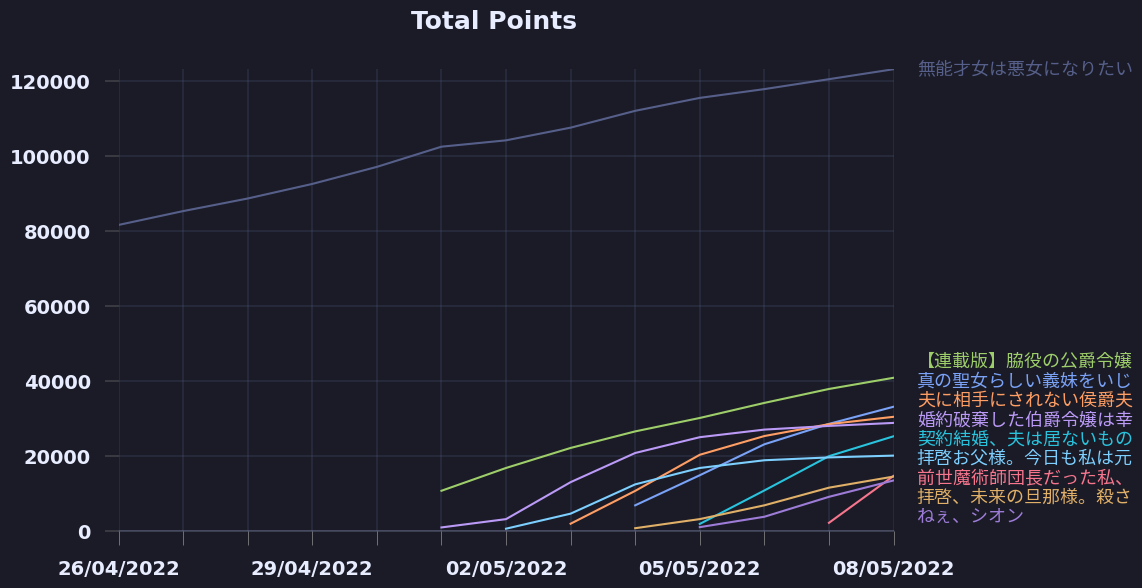 Total Points
120000
100000
80000
60000
40000
20000
0
26/04/2022 29/04/2022 02/05/2022 05/05/2022 08/05/2022
無能才女は悪女になりたい
【連載版】脇役の公爵令嬢
真の聖女らしい義妹をいじ
夫に相手にされない侯爵夫
婚約破棄した伯爵令嬢は幸
契約結婚、夫は居ないもの
拝啓お父様。今日も私は元
前世魔術師団長だった私、
拝啓、未来の旦那様。殺さ
ねぇ、シオン